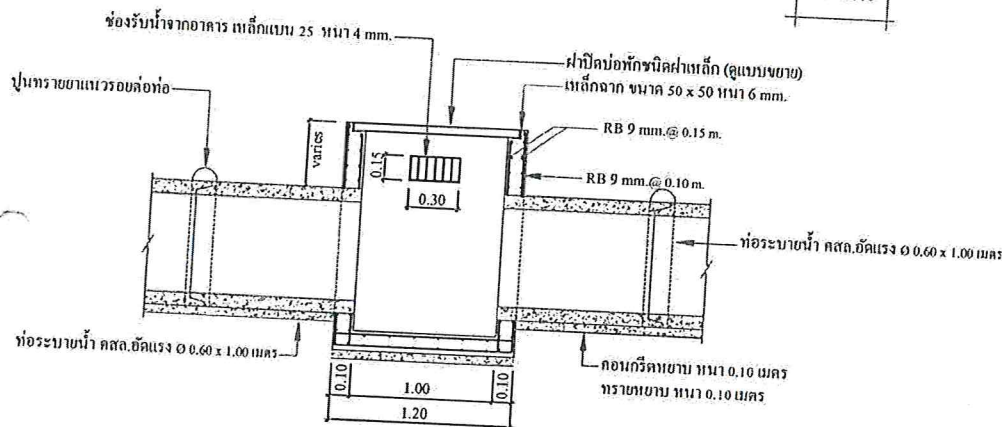 ช่องรับน้ำจากอาคาร เหล็กแบน 25 หนา 4 mm.
ฝาปิดบ่อพักชนิดฝาเหล็ก (ดูแบบขยาย)
เหล็กฉาก ขนาด 50 x 50 หนา 6 mm.
ปูนทรายยาแนวรอยต่อท่อ
RB 9 mm.@ 0.15 m.
varies
0.15
RB 9 mm.@ 0.10 m.
0.30
ท่อระบายน้ำ คสล.อัดแรง Ø 0.60 x 1.00 เมตร
ท่อระบายน้ำ คสล.อัดแรง Ø 0.60 x 1.00 เมตร
คอนกรีตหยาบ หนา 0.10 เมตร
ทรายหยาบ หนา 0.10 เมตร
0.10
1.00
0.10
1.20